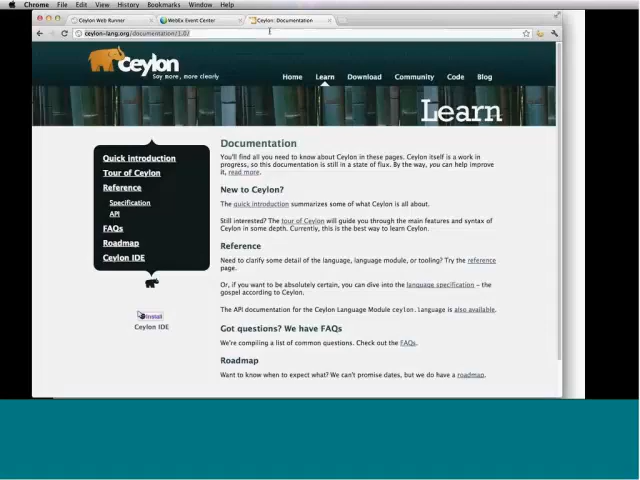 Chrome File Edit View History Bookmarks Window Help
Ceylon Web Runner
WebEx Event Center
Ceylon: Documentation
ceylon-lang.org/documentation/1.0/
ceylon
Say more, more clearly
Home Learn Download Community Code Blog
Learn
Quick introduction
Tour of Ceylon
Reference
Specification
API
FAQs
Roadmap
Ceylon IDE
Install
Ceylon IDE
Documentation
You'll find all you need to know about Ceylon in these pages. Ceylon itself is a work in
progress, so this documentation is still in a state of flux. By the way, you can help improve
it, read more.
New to Ceylon?
The quick introduction summarizes some of what Ceylon is all about.
Still interested? The tour of Ceylon will guide you through the main features and syntax of
Ceylon in some depth. Currently, this is the best way to learn Ceylon.
Reference
Need to clarify some detail of the language, language module, or tooling? Try the reference
page.
Or, if you want to be absolutely certain, you can dive into the language specification – the
gospel according to Ceylon.
The API documentation for the Ceylon Language Module ceylon.language is also available.
Got questions? We have FAQs
We're compiling a list of common questions. Check out the FAQs.
Roadmap
Want to know when to expect what? We can't promise dates, but we do have a roadmap.